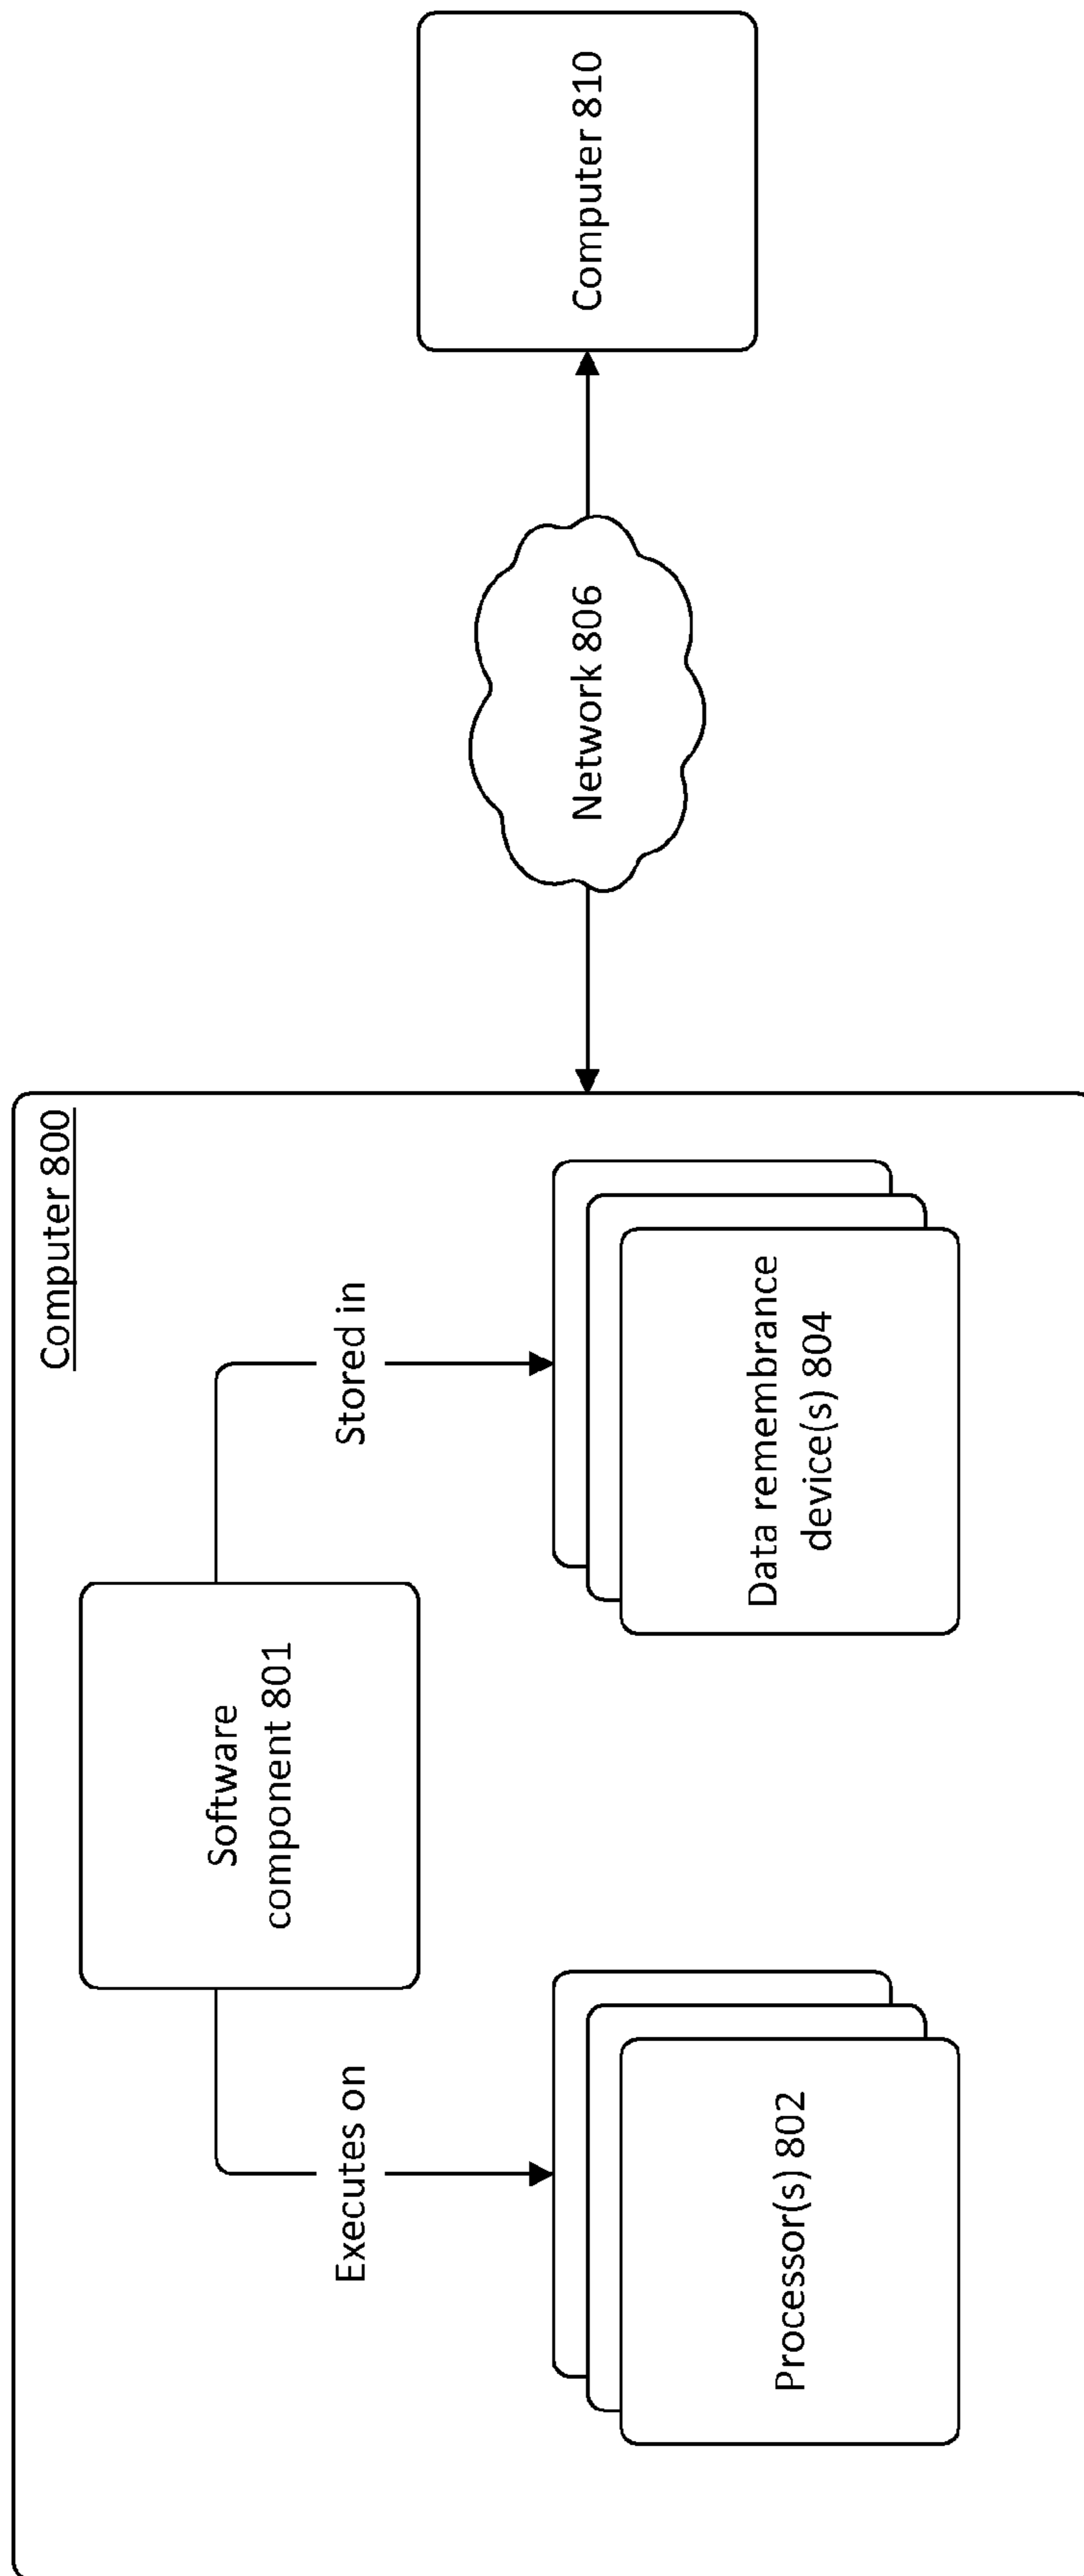 Computer 800
Software
component 801
Executes on
Stored in
Processor(s) 802
Data remembrance
device(s) 804
Network 806
Computer 810